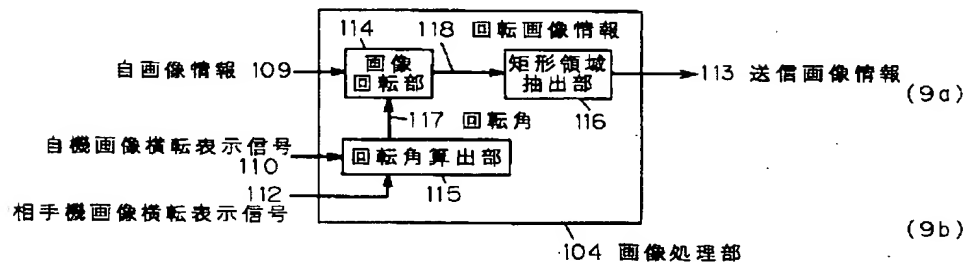 114
118 回転画像情報
自画像情報 109
画像
回転部
矩形領域
抽出部
113 送信画像情報
(9a)
117 回転角
116
自機画像横転表示信号
110
回転角算出部
112
115
相手機画像横転表示信号
(9b)
104 画像処理部